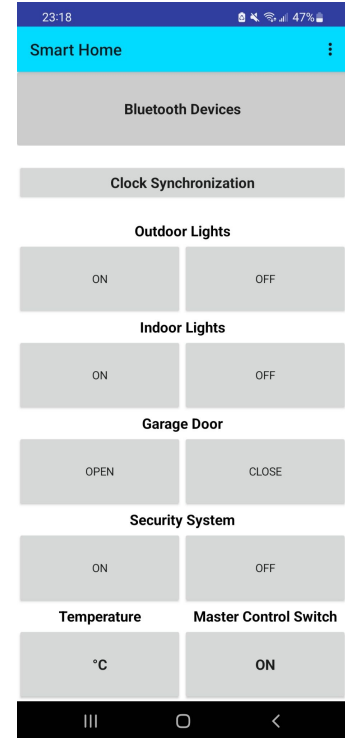 23:18 47%
Smart Home
Bluetooth Devices
Clock Synchronization
Outdoor Lights
ON OFF
Indoor Lights
ON OFF
Garage Door
OPEN CLOSE
Security System
ON OFF
Temperature Master Control Switch
°C ON